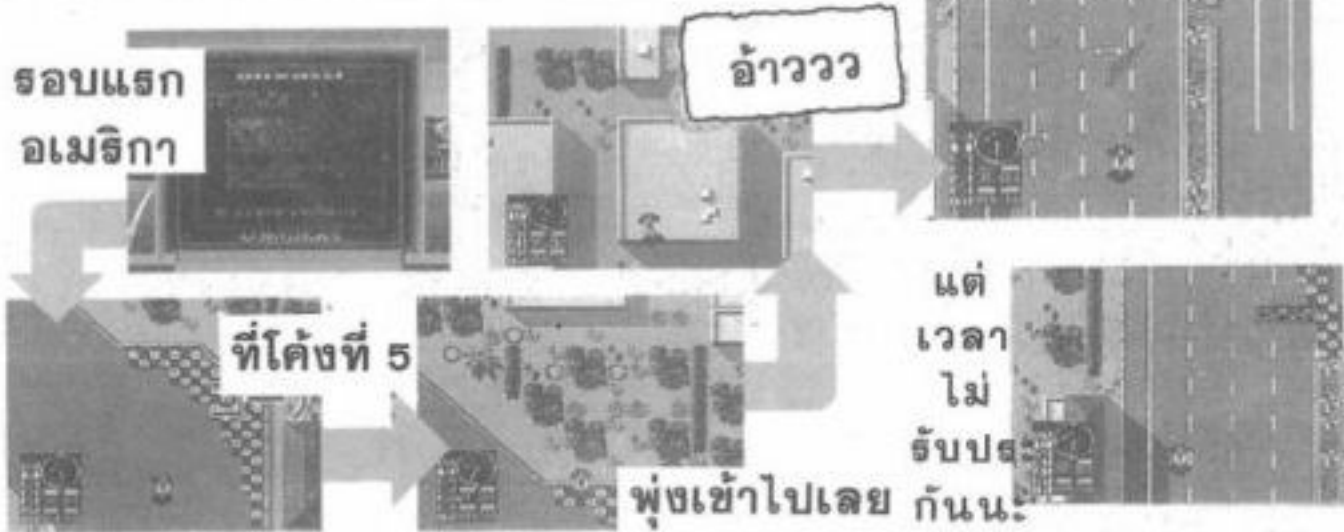 รอบแรก
อเมริกา
ที่โค้งที่ 5
พุ่งเข้าไปเลย
อ้าววว
แต่
เวลา
ไม่
รับประ
กันนะ